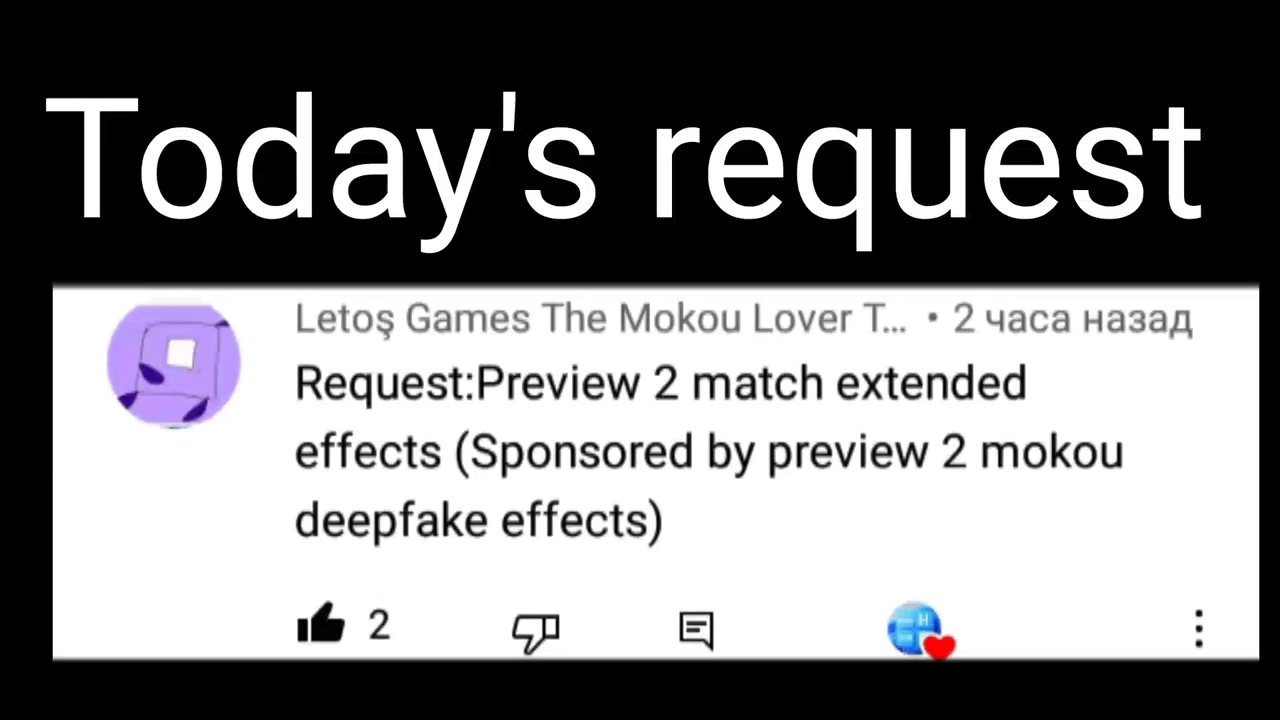 Today's request
Letoş Games The Mokou Lover T... • 2 часа назад
Request:Preview 2 match extended
effects (Sponsored by preview 2 mokou
deepfake effects)
2